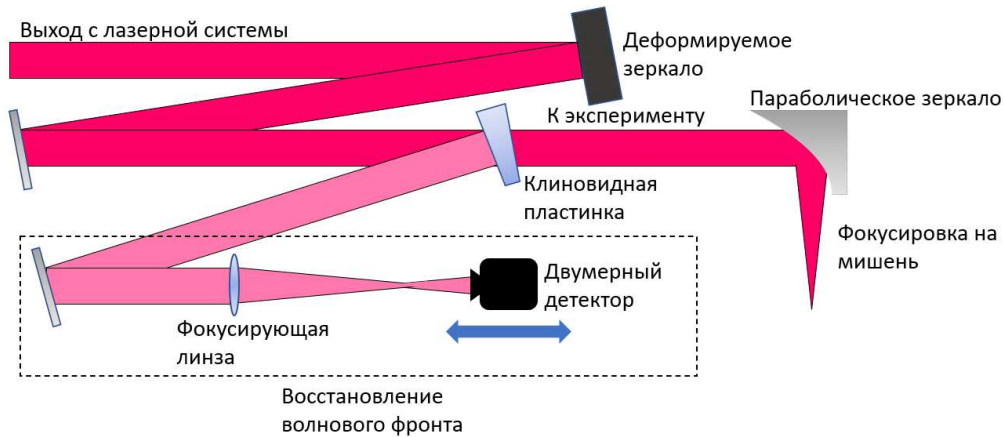 Выход с лазерной системы
Деформируемое
зеркало
Параболическое зеркало
К эксперименту
Клиновидная
пластинка
Фокусировка на
мишень
Двумерный
детектор
Фокусирующая
линза
Восстановление
волнового фронта